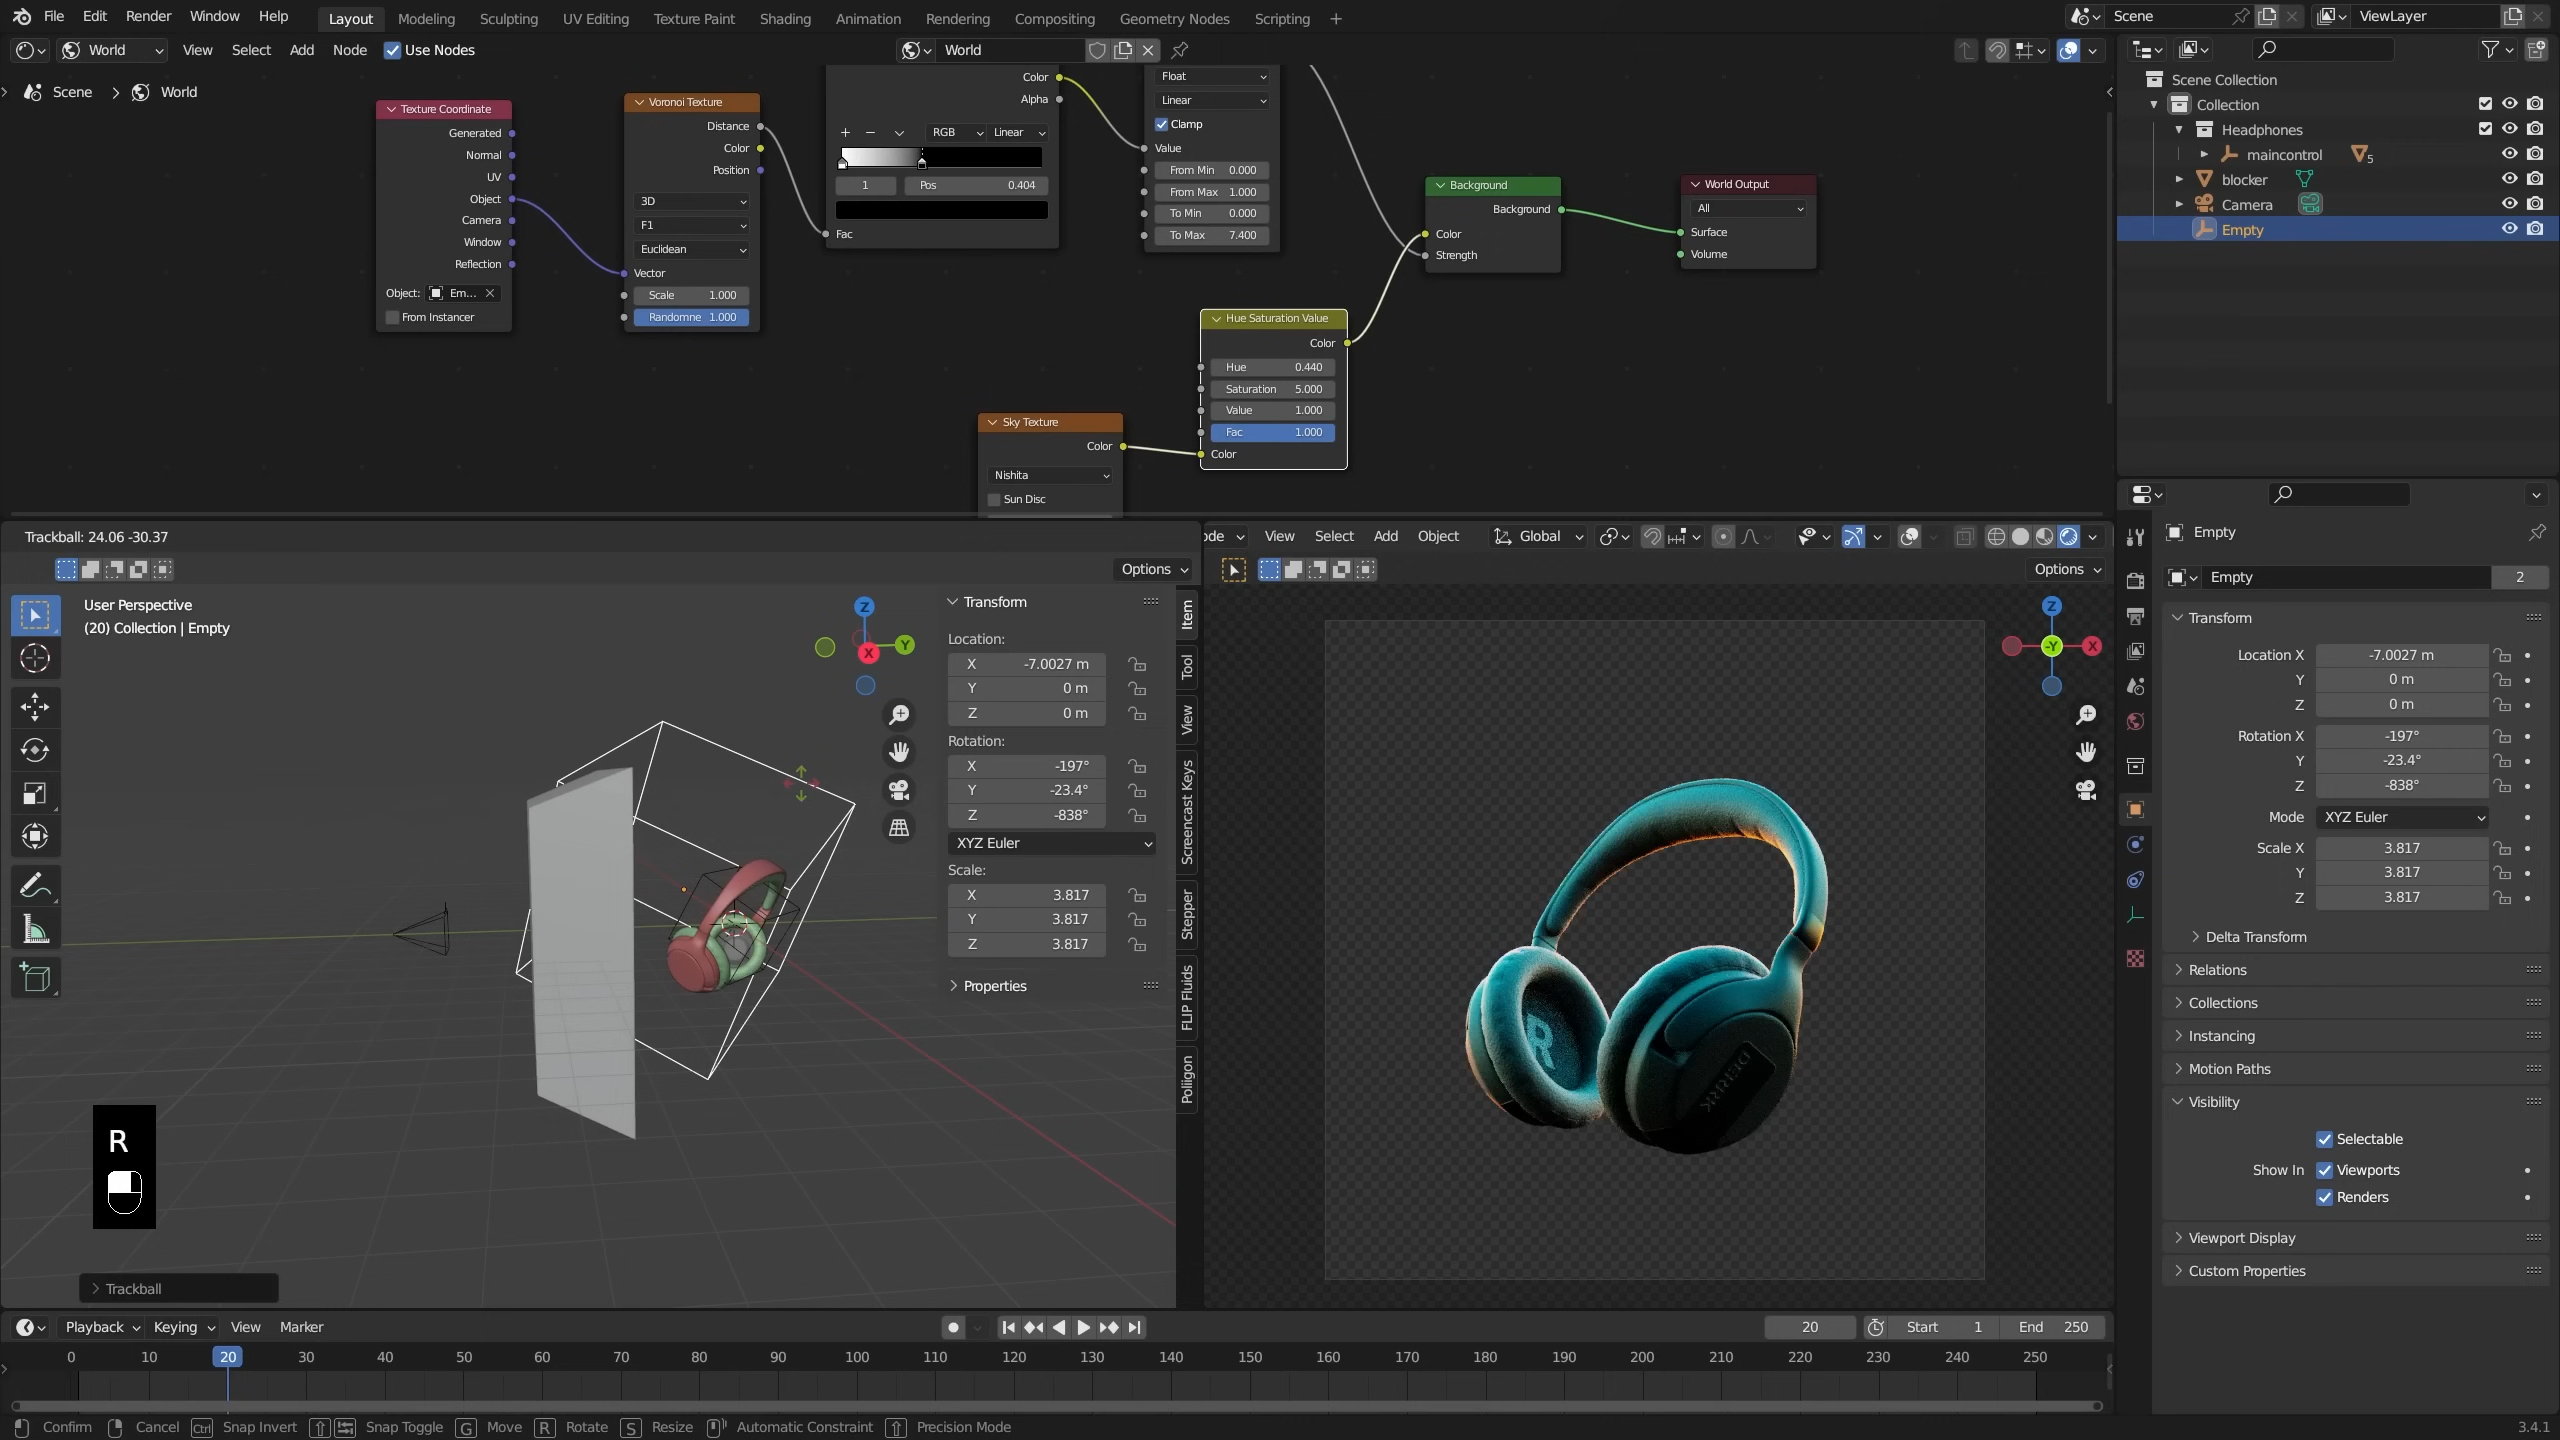 File Edit Render Window Help Layout Modeling Sculpting UV Editing Texture Paint Shading Animation Rendering Compositing Geometry Nodes Scripting + Scene ViewLayer
World View Select Add Node Use Nodes World
Scene > World
Texture Coordinate
Generated
Normal
UV
Object
Camera
Window
Reflection
Object: Em...
From Instancer
Voronoi Texture
Distance
Color
Position
3D
F1
Euclidean
Vector
Scale 1.000
Randomne 1.000
Color
Alpha
RGB Linear
1 Pos 0.404
Fac
Float
Linear
Clamp
Value
From Min 0.000
From Max 1.000
To Min 0.000
To Max 7.400
Background
Background
Color
Strength
World Output
All
Surface
Volume
Hue Saturation Value
Color
Hue 0.440
Saturation 5.000
Value 1.000
Fac 1.000
Color
Sky Texture
Color
Nishita
Sun Disc
Scene Collection
Collection
Headphones
maincontrol 5
blocker
Camera
Empty
Trackball: 24.06 -30.37
Options
User Perspective
(20) Collection | Empty
Z
Y
X
Transform
Location:
X -7.0027 m
Y 0 m
Z 0 m
Rotation:
X -197°
Y -23.4°
Z -838°
XYZ Euler
Scale:
X 3.817
Y 3.817
Z 3.817
Properties
Item
Tool
View
Screencast Keys
Stepper
FLIP Fluids
Poliigon
R
Trackball
ode View Select Add Object Global
Options
Z
-Y
X
R
Empty
Empty 2
Transform
Location X -7.0027 m
Y 0 m
Z 0 m
Rotation X -197°
Y -23.4°
Z -838°
Mode XYZ Euler
Scale X 3.817
Y 3.817
Z 3.817
Delta Transform
Relations
Collections
Instancing
Motion Paths
Visibility
Selectable
Show In Viewports
Renders
Viewport Display
Custom Properties
Playback Keying View Marker 20 Start 1 End 250
0 10 20 30 40 50 60 70 80 90 100 110 120 130 140 150 160 170 180 190 200 210 220 230 240 250
Confirm Cancel Ctrl Snap Invert Snap Toggle G Move R Rotate S Resize Automatic Constraint Precision Mode 3.4.1